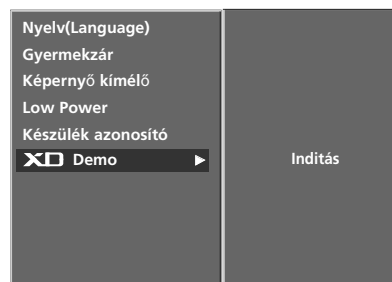 Nyelv(Language)
Gyermekzár
Képernyő kímélő
Low Power
Készülék azonosító
XD Demo ►
Inditás